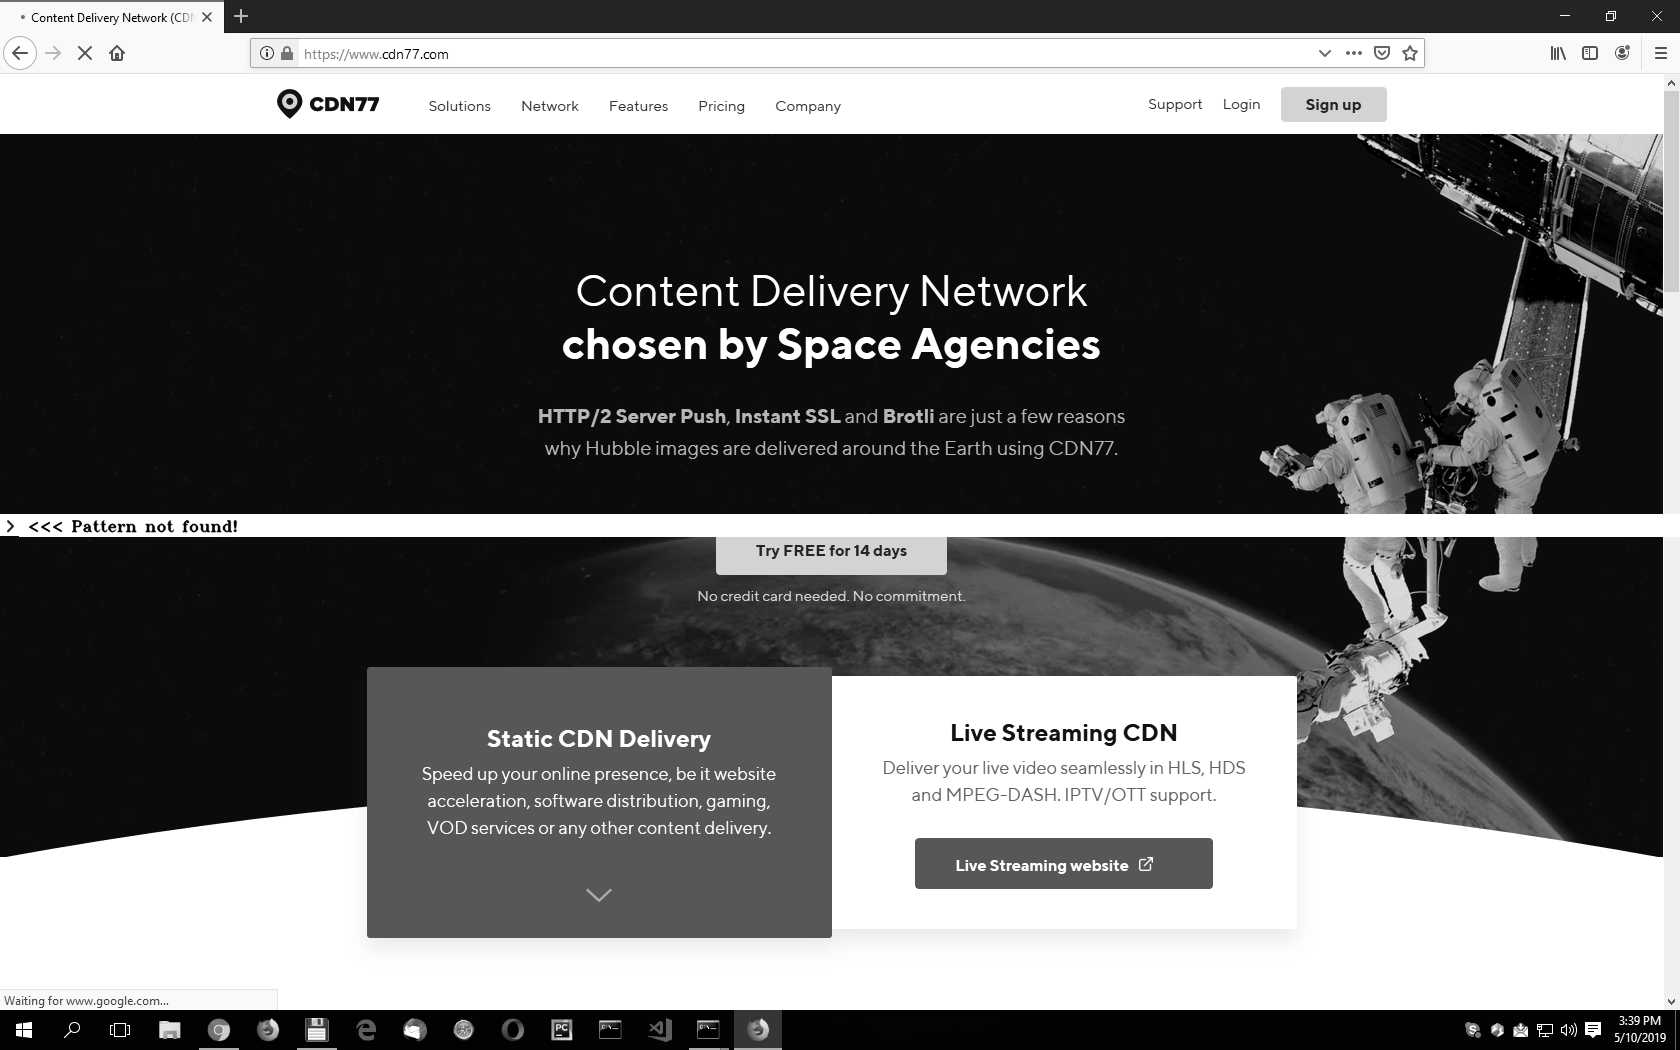 Content Delivery Network (CD
https://www.cdn77.com
CDN77 Solutions Network Features Pricing Company Support Login Sign up
Content Delivery Network
chosen by Space Agencies
HTTP/2 Server Push, Instant SSL and Brotli are just a few reasons
why Hubble images are delivered around the Earth using CDN77.
> <<< Pattern not found!
Try FREE for 14 days
No credit card needed. No commitment.
Static CDN Delivery
Speed up your online presence, be it website
acceleration, software distribution, gaming,
VOD services or any other content delivery.
Live Streaming CDN
Deliver your live video seamlessly in HLS, HDS
and MPEG-DASH. IPTV/OTT support.
Live Streaming website
Waiting for www.google.com...
PC
3:39 PM
5/10/2019